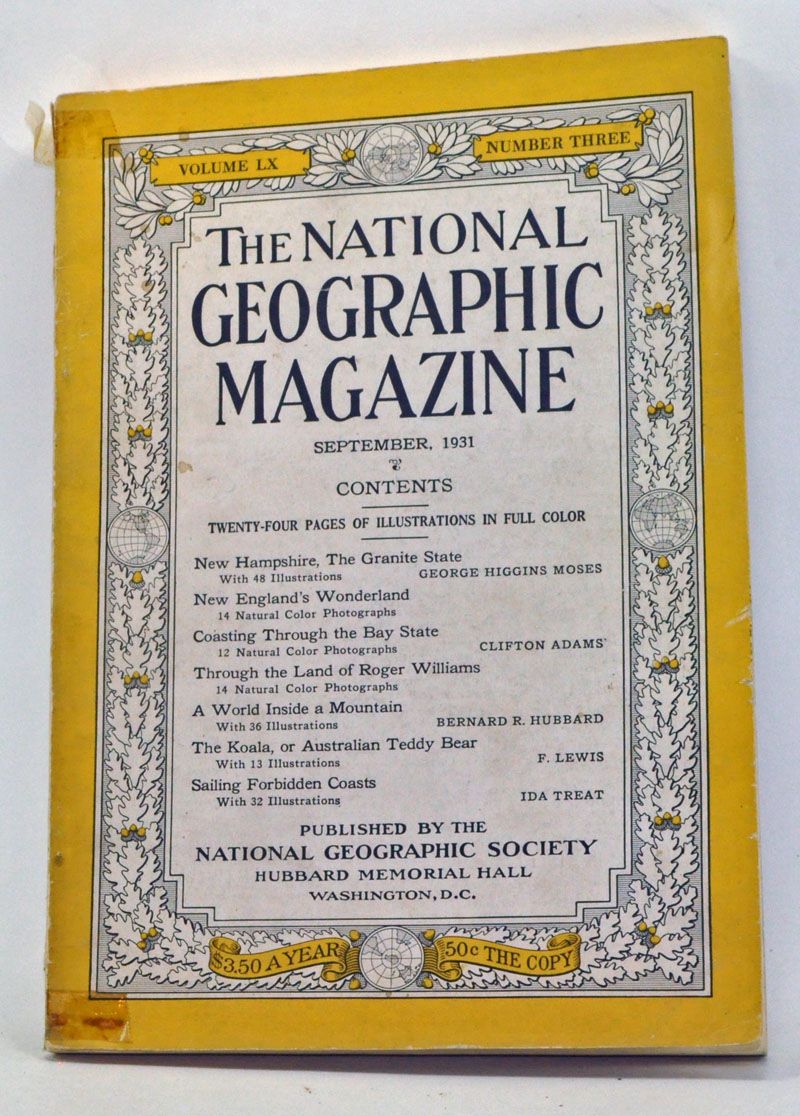 VOLUME LX
NUMBER THREE
THE NATIONAL
GEOGRAPHIC
MAGAZINE
SEPTEMBER, 1931
CONTENTS
TWENTY-FOUR PAGES OF ILLUSTRATIONS IN FULL COLOR
New Hampshire, The Granite State
With 48 Illustrations GEORGE HIGGINS MOSES
New England's Wonderland
14 Natural Color Photographs
Coasting Through the Bay State
12 Natural Color Photographs CLIFTON ADAMS
Through the Land of Roger Williams
14 Natural Color Photographs
A World Inside a Mountain
With 36 Illustrations BERNARD R. HUBBARD
The Koala, or Australian Teddy Bear
With 13 Illustrations F. LEWIS
Sailing Forbidden Coasts
With 32 Illustrations IDA TREAT
PUBLISHED BY THE
NATIONAL GEOGRAPHIC SOCIETY
HUBBARD MEMORIAL HALL
WASHINGTON, D.C.
$3.50 A YEAR
50c THE COPY